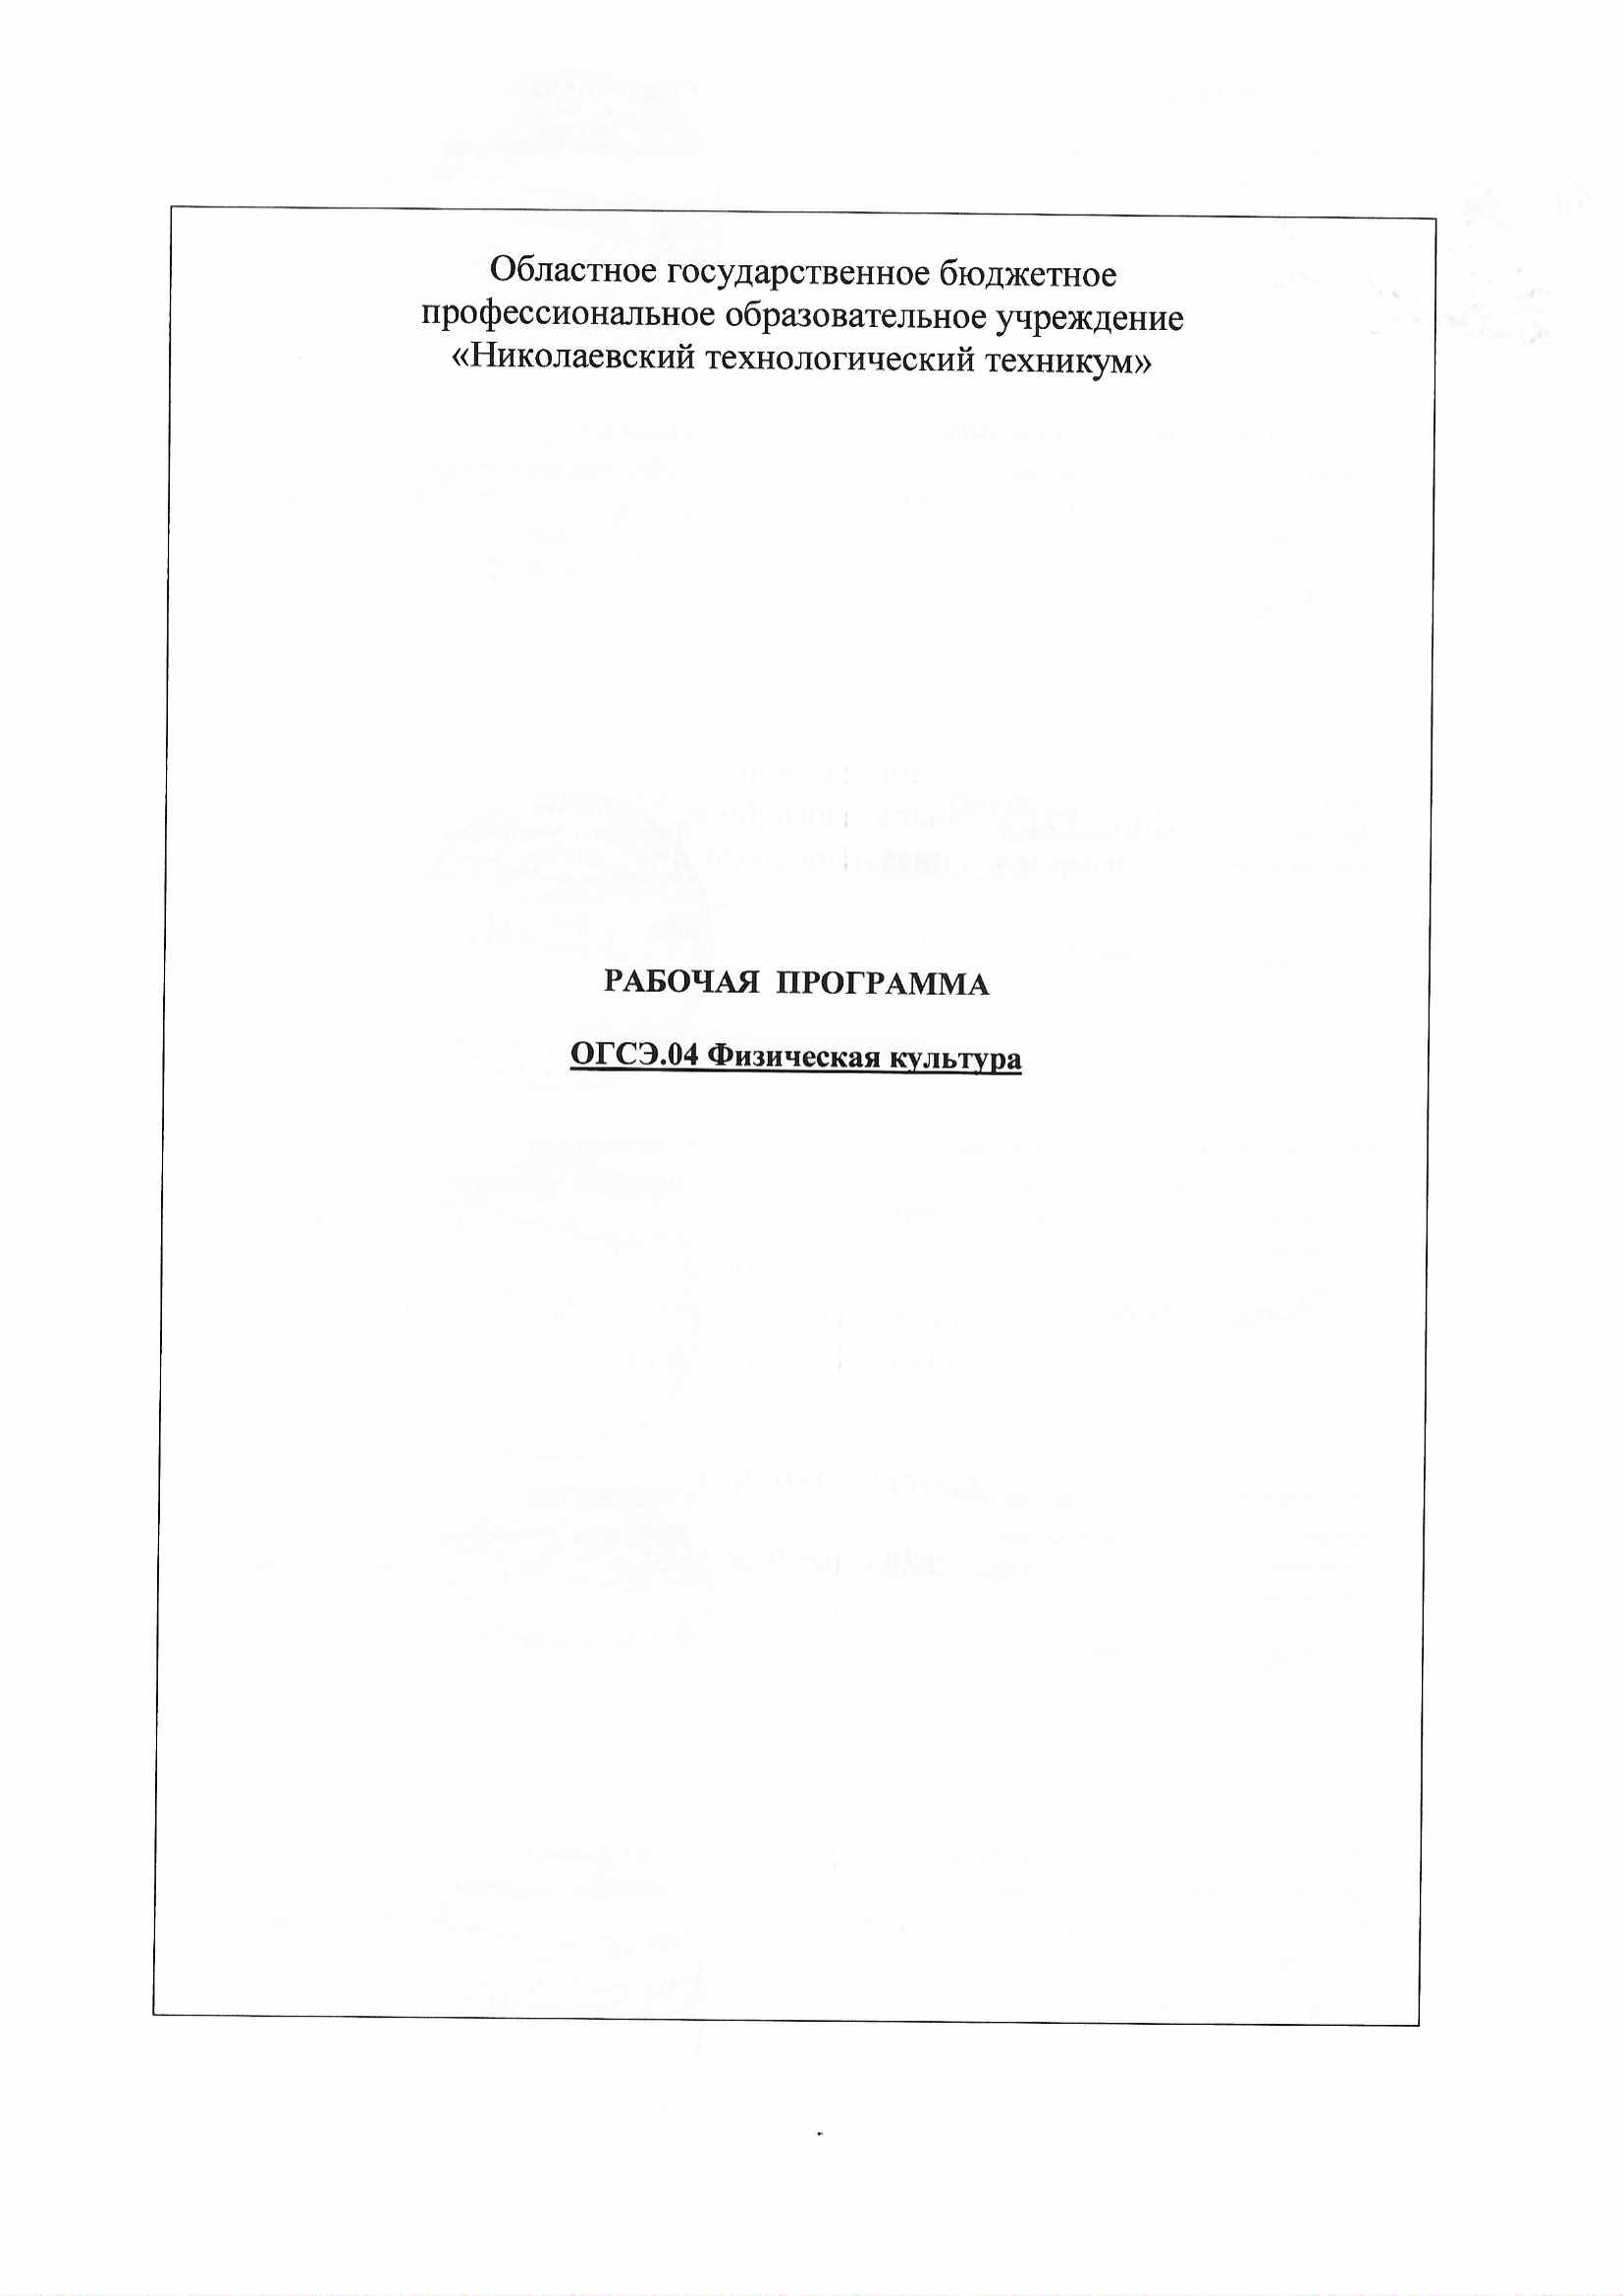 Областное государственное бюджетное
профессиональное образовательное учреждение
«Николаевский технологический техникум»
РАБОЧАЯ ПРОГРАММА
ОГСЭ.04 Физическая культура